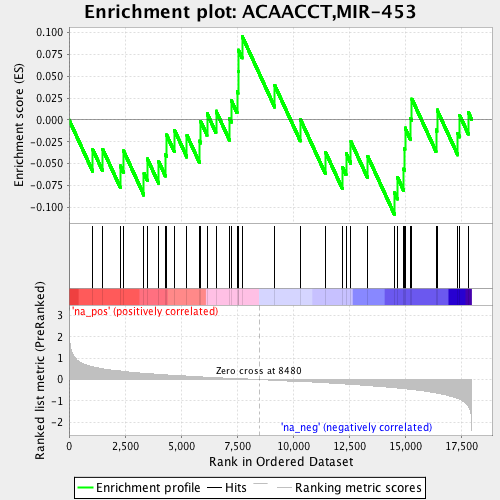 Enrichment plot: ACAACCT,MIR-453
Enrichment score (ES)
0.100
0.075
0.050
0.025
0.000
-0.025
-0.050
-0.075
-0.100
'na_pos' (positively correlated)
Ranked list metric (PreRanked)
3
2
1
0
-1
-2
Zero cross at 8480
'na_neg' (negatively correlated)
0
2,500
5,000
7,500
10,000
12,500
15,000
17,500
Rank in Ordered Dataset
Enrichment profile
Hits
Ranking metric scores